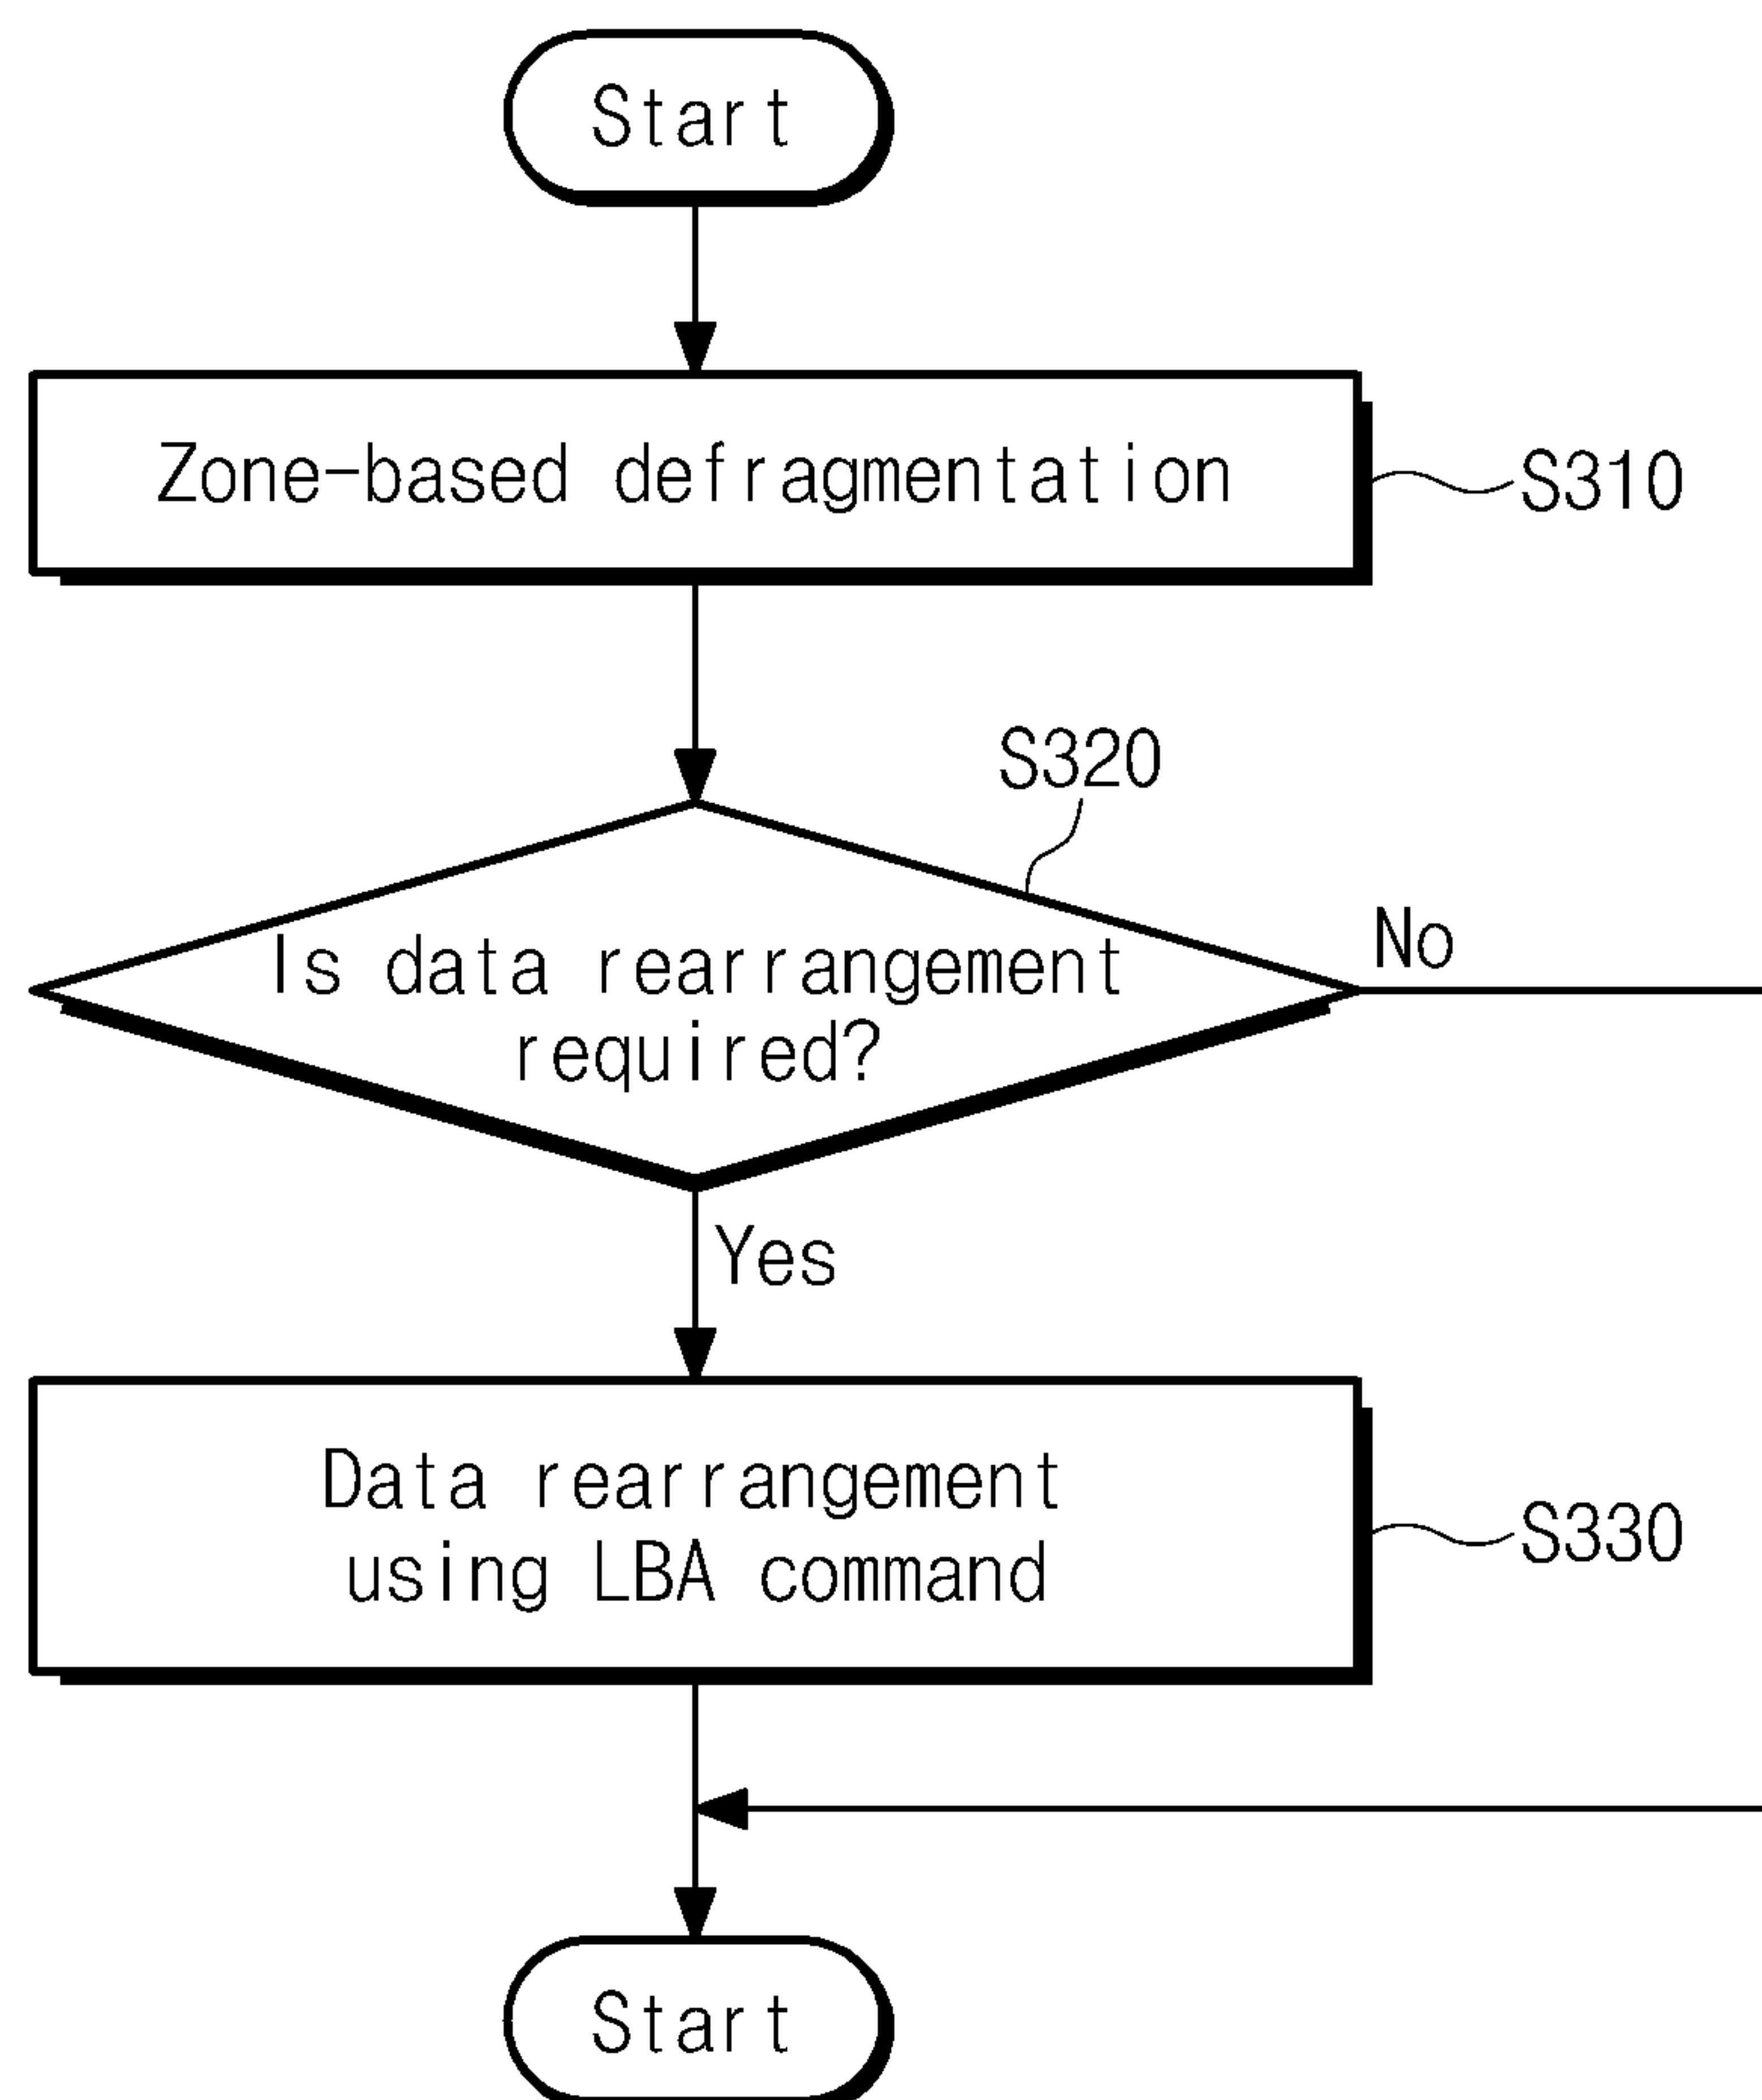 Start
Zone-based defragmentation
S310
S320
Is data rearrangement
required?
No
Yes
Data rearrangement
using LBA command
S330
Start